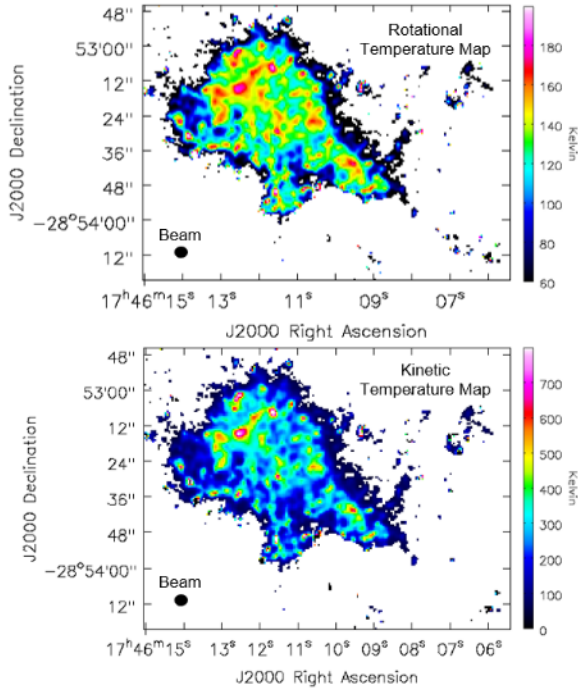 48''
Rotational
Temperature Map
53'00''
12''
24''
36''
48''
−28°54'00''
12''
J2000 Declination
Beam
17ʰ46ᵐ15ˢ 13ˢ 11ˢ 09ˢ 07ˢ
J2000 Right Ascension
180
160
140
120
100
80
60
Kelvin
48''
Kinetic
Temperature Map
53'00''
12''
24''
36''
48''
−28°54'00''
12''
J2000 Declination
Beam
17ʰ46ᵐ15ˢ 13ˢ 12ˢ 11ˢ 10ˢ 09ˢ 08ˢ 07ˢ 06ˢ
J2000 Right Ascension
700
600
500
400
300
200
100
0
Kelvin